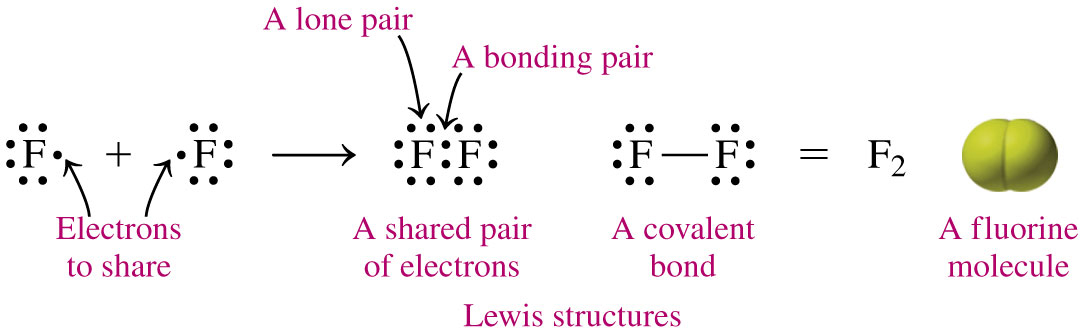 A lone pair
A bonding pair
F + F → F F F — F = F₂
Electrons to share
A shared pair of electrons
A covalent bond
A fluorine molecule
Lewis structures